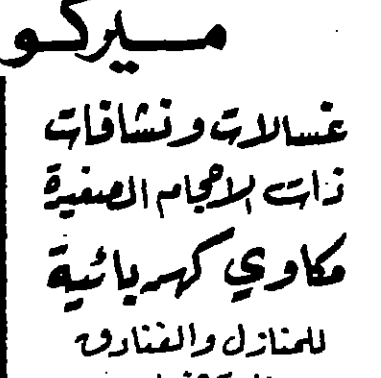 ميركو
غسالات ونشافات
ذات الاحجام الصغيرة
مكاوي كهربائية
للمنازل والفنادق